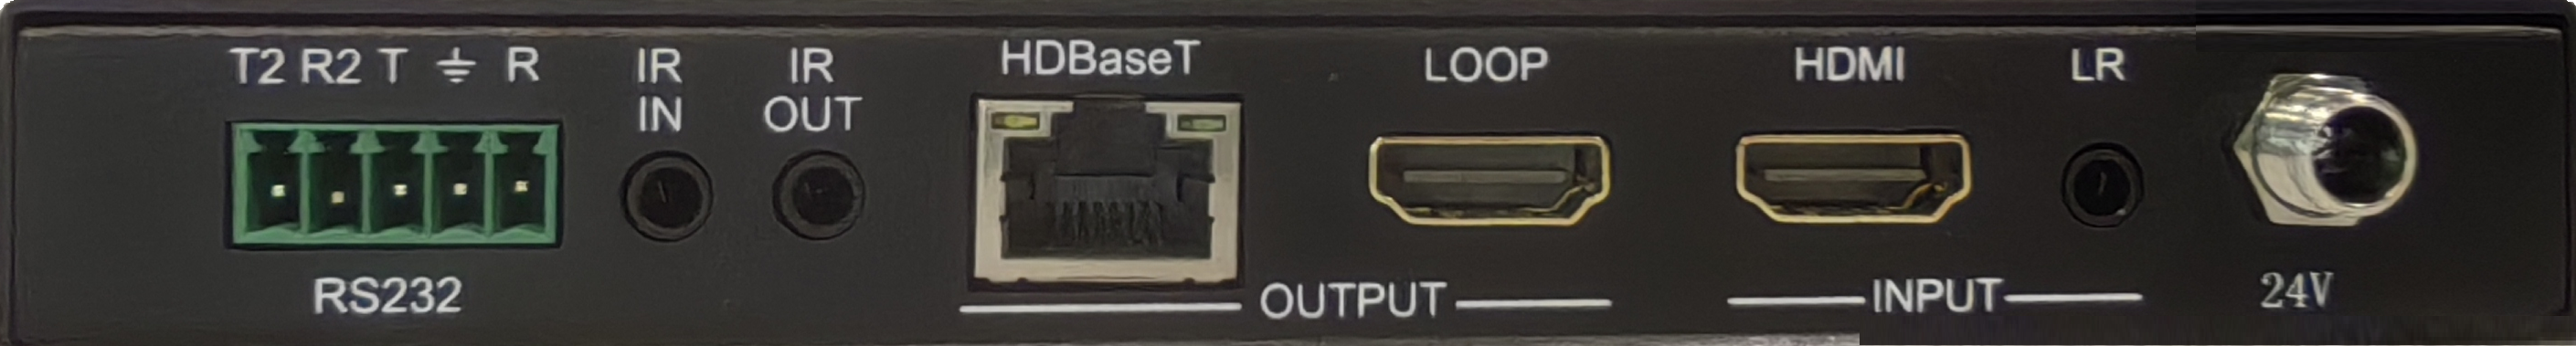 T2 R2 T ⏚ R
RS232
IR
IN
IR
OUT
HDBaseT
LOOP
OUTPUT
HDMI
LR
INPUT
24V